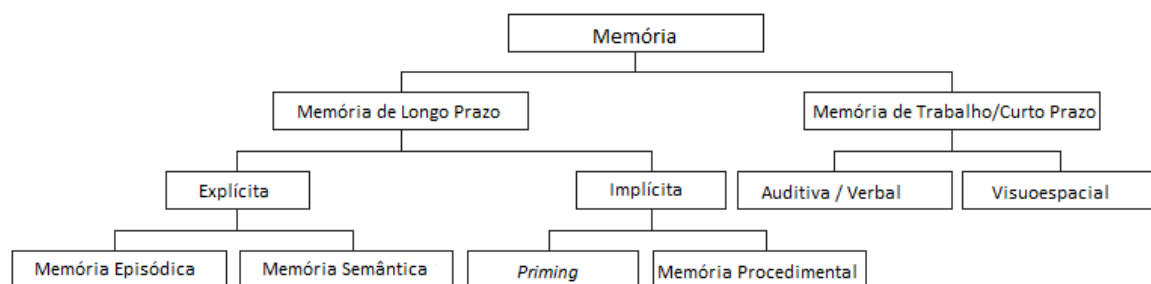 Memória
Memória de Longo Prazo
Memória de Trabalho/Curto Prazo
Explícita
Implícita
Auditiva / Verbal
Visuoespacial
Memória Episódica
Memória Semântica
Priming
Memória Procedimental